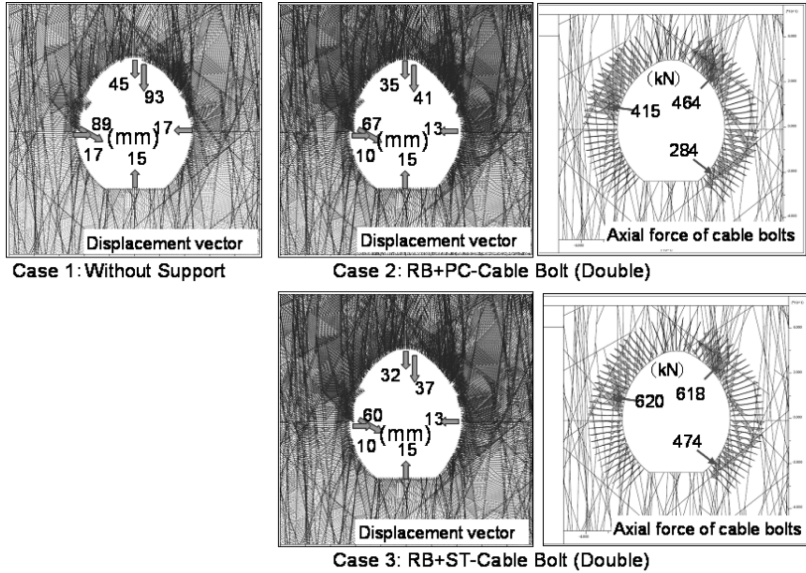 45
93
89
(mm)
17
17
15
Displacement vector
Case 1: Without Support
35
41
67
(mm)
13
10
15
Displacement vector
(kN)
464
415
284
Axial force of cable bolts
Case 2: RB+PC-Cable Bolt (Double)
32
37
60
(mm)
13
10
15
Displacement vector
(kN)
618
620
474
Axial force of cable bolts
Case 3: RB+ST-Cable Bolt (Double)